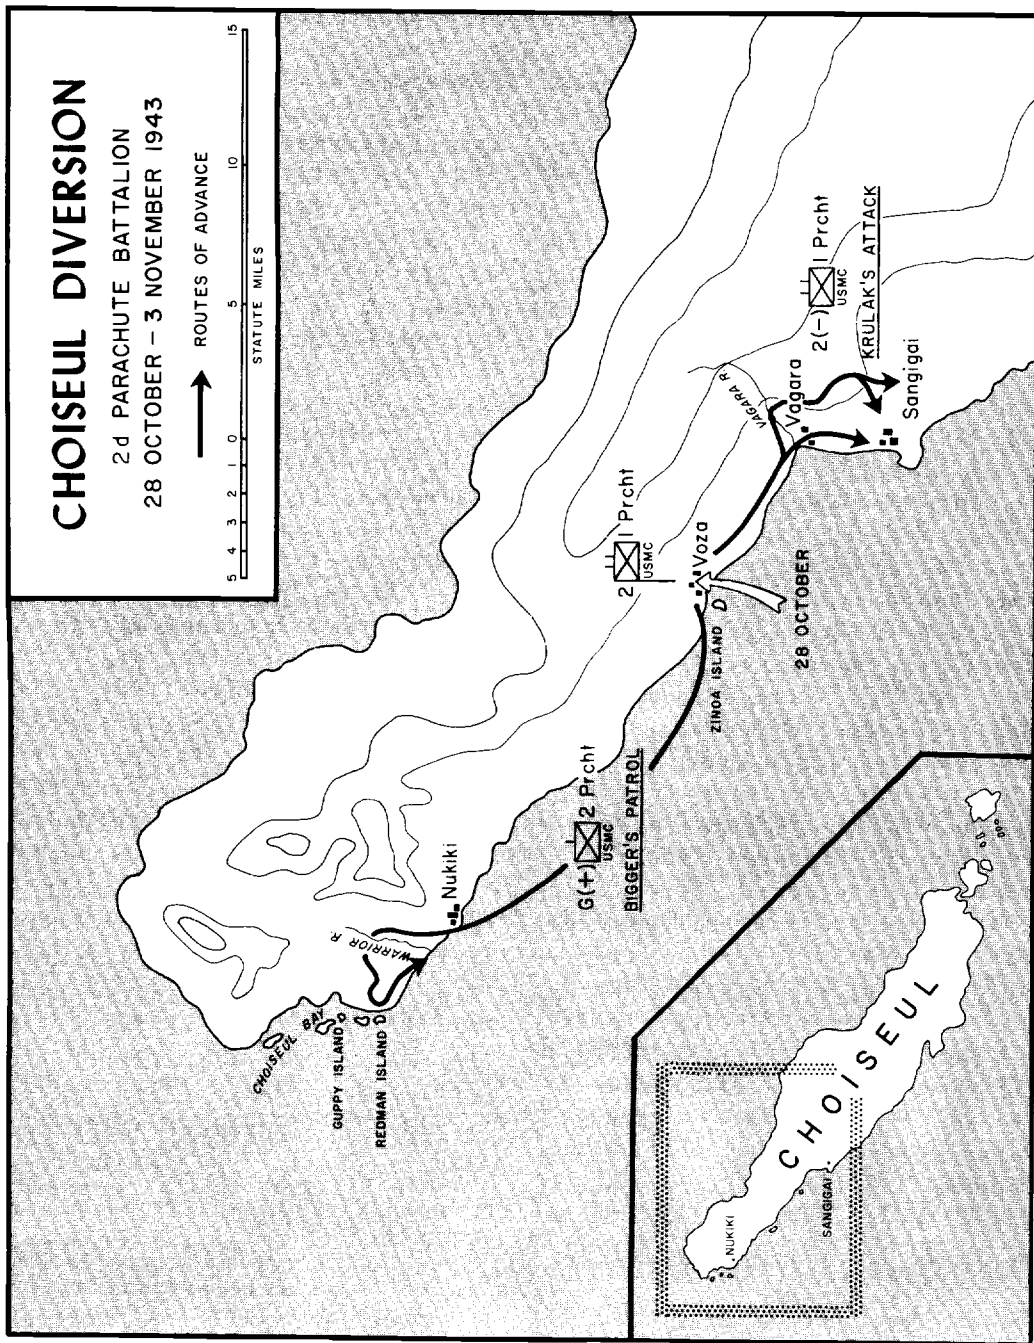 CHOISEUL DIVERSION
2d PARACHUTE BATTALION
28 OCTOBER – 3 NOVEMBER 1943
ROUTES OF ADVANCE
5 4 3 2 1 0 5 10 15
STATUTE MILES
CHOISEUL BAY
GUPPY ISLAND
REDMAN ISLAND
WARRIOR R.
Nukiki
G(+) 2 Prcht
USMC
BIGGER'S PATROL
2 1 Prcht
USMC
Voza
ZINOA ISLAND
28 OCTOBER
VAGARA R.
Vagara
2(-) 1 Prcht
USMC
KRULAK'S ATTACK
Sangigai
NUKIKI
SANGIGAI
CHOISEUL